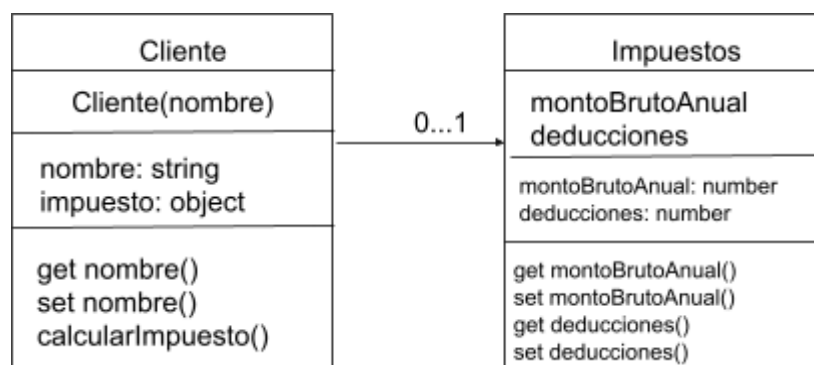 Cliente
Cliente(nombre)
nombre: string
impuesto: object
get nombre()
set nombre()
calcularImpuesto()
0...1
Impuestos
montoBrutoAnual
deducciones
montoBrutoAnual: number
deducciones: number
get montoBrutoAnual()
set montoBrutoAnual()
get deducciones()
set deducciones()